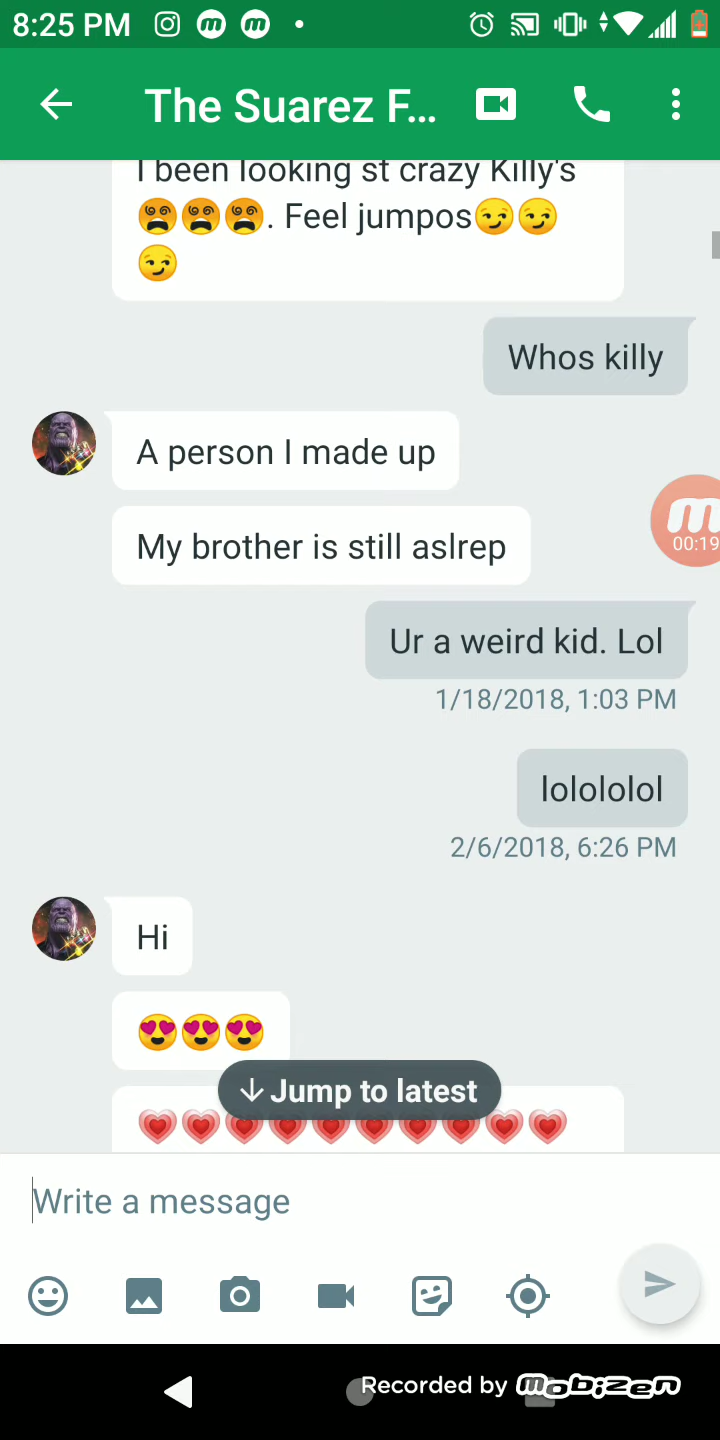 8:25 PM
The Suarez F...
I been looking st crazy Killy's
😵😵😵. Feel jumpos😏😏
😏
Whos killy
A person I made up
My brother is still aslrep
m
00:19
Ur a weird kid. Lol
1/18/2018, 1:03 PM
lolololol
2/6/2018, 6:26 PM
Hi
😍😍😍
↓ Jump to latest
💗💗💗💗💗💗💗💗💗💗
Write a message
Recorded by mobizen